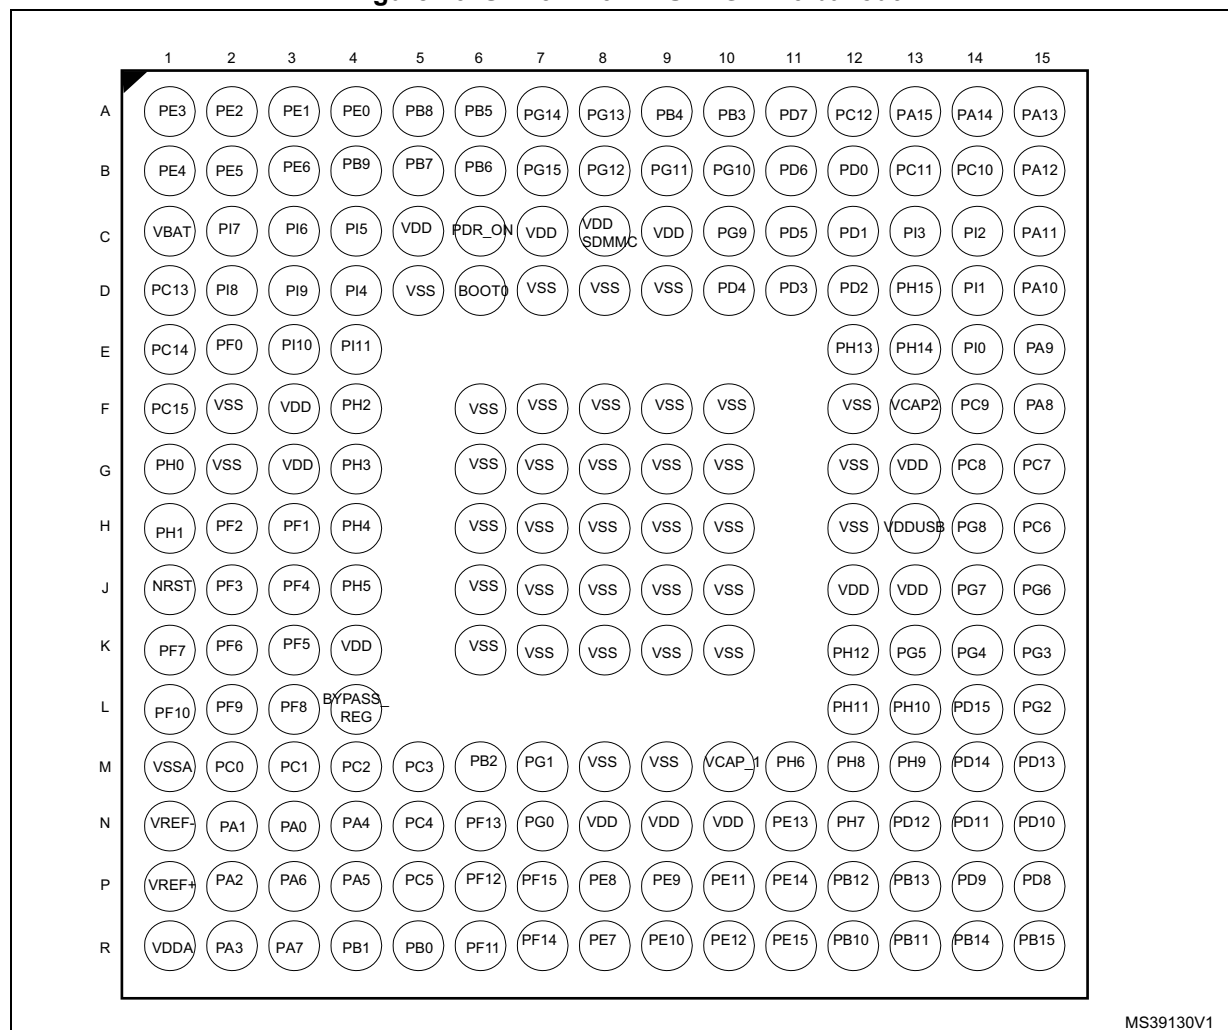 1 2 3 4 5 6 7 8 9 10 11 12 13 14 15
A PE3 PE2 PE1 PE0 PB8 PB5 PG14 PG13 PB4 PB3 PD7 PC12 PA15 PA14 PA13
B PE4 PE5 PE6 PB9 PB7 PB6 PG15 PG12 PG11 PG10 PD6 PD0 PC11 PC10 PA12
C VBAT PI7 PI6 PI5 VDD PDR_ON VDD VDD SDMMC VDD PG9 PD5 PD1 PI3 PI2 PA11
D PC13 PI8 PI9 PI4 VSS BOOT0 VSS VSS VSS PD4 PD3 PD2 PH15 PI1 PA10
E PC14 PF0 PI10 PI11 PH13 PH14 PI0 PA9
F PC15 VSS VDD PH2 VSS VSS VSS VSS VSS VSS VCAP2 PC9 PA8
G PH0 VSS VDD PH3 VSS VSS VSS VSS VSS VSS VDD PC8 PC7
H PH1 PF2 PF1 PH4 VSS VSS VSS VSS VSS VSS VDDUSB PG8 PC6
J NRST PF3 PF4 PH5 VSS VSS VSS VSS VSS VDD VDD PG7 PG6
K PF7 PF6 PF5 VDD VSS VSS VSS VSS VSS PH12 PG5 PG4 PG3
L PF10 PF9 PF8 BYPASS_ REG PH11 PH10 PD15 PG2
M VSSA PC0 PC1 PC2 PC3 PB2 PG1 VSS VSS VCAP_1 PH6 PH8 PH9 PD14 PD13
N VREF- PA1 PA0 PA4 PC4 PF13 PG0 VDD VDD VDD PE13 PH7 PD12 PD11 PD10
P VREF+ PA2 PA6 PA5 PC5 PF12 PF15 PE8 PE9 PE11 PE14 PB12 PB13 PD9 PD8
R VDDA PA3 PA7 PB1 PB0 PF11 PF14 PE7 PE10 PE12 PE15 PB10 PB11 PB14 PB15
MS39130V1